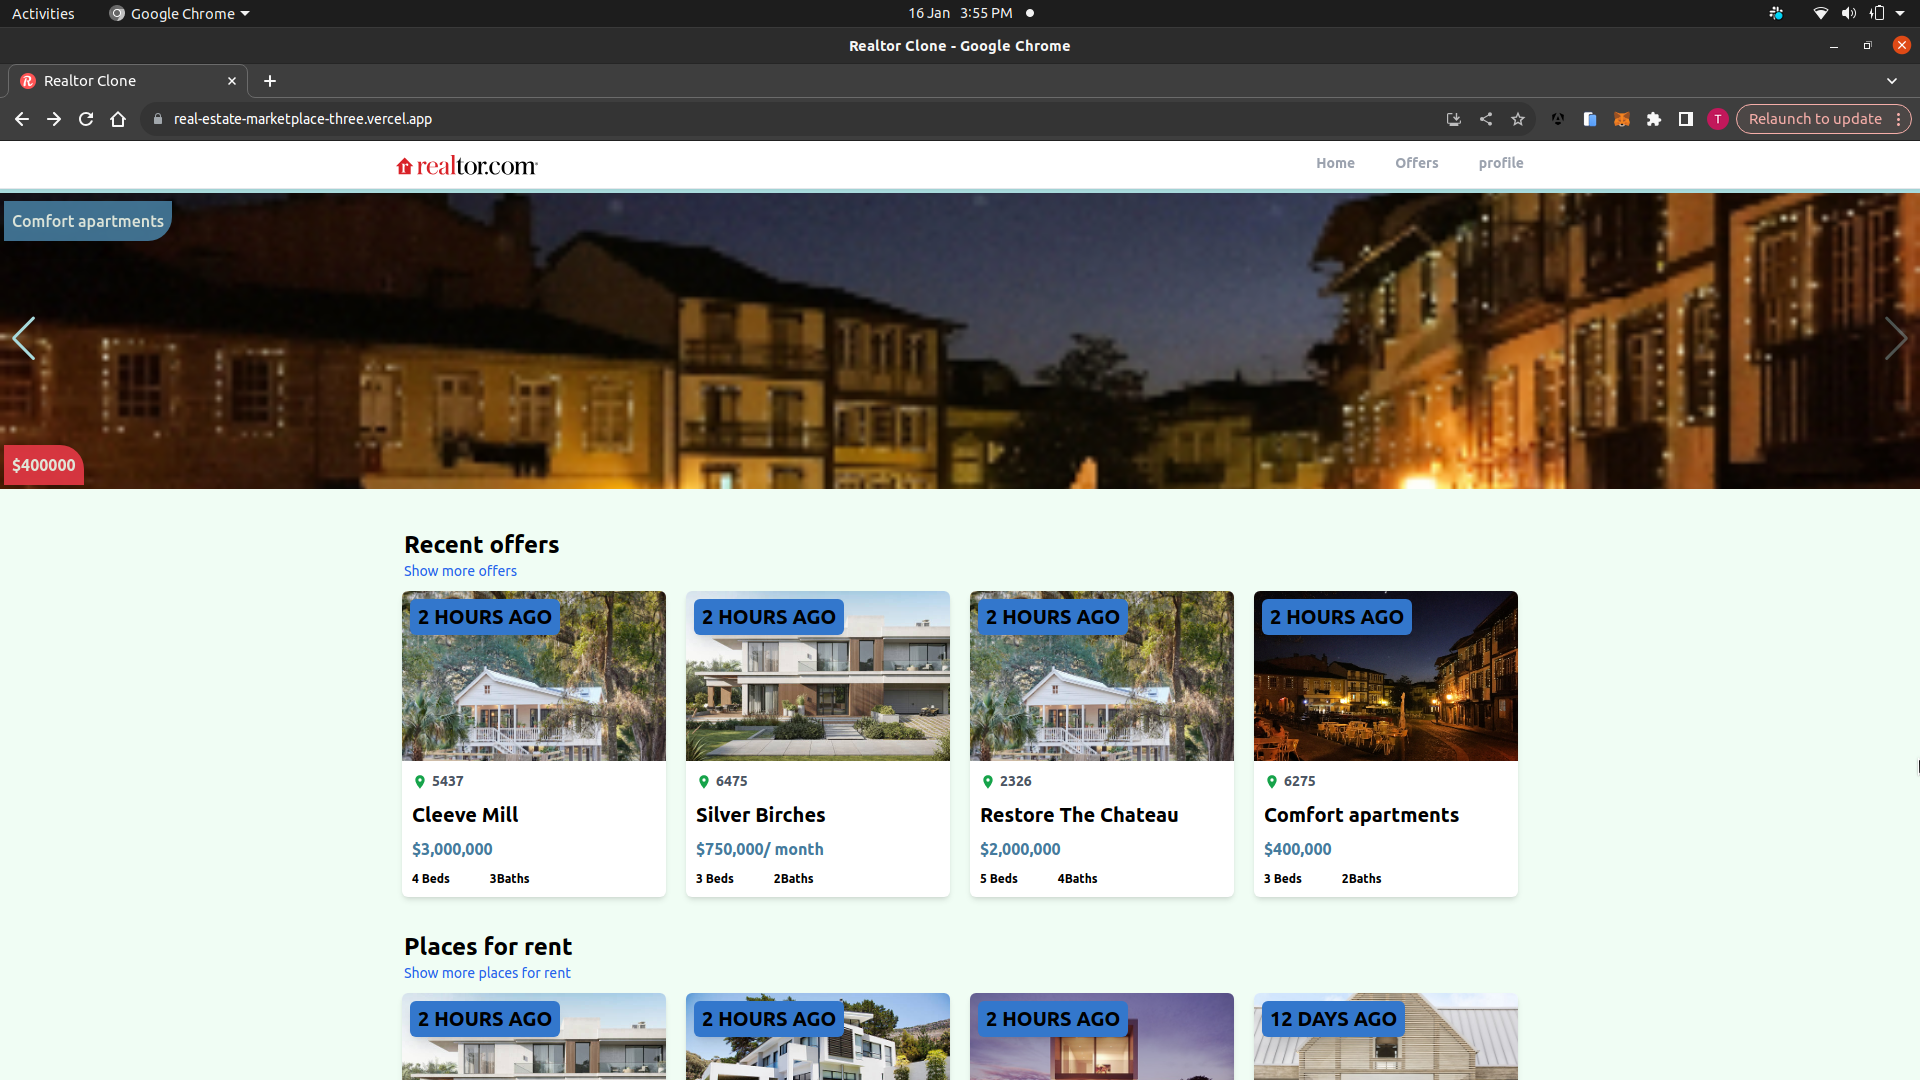 Activities
Google Chrome
16 Jan 3:55 PM
Realtor Clone - Google Chrome
Realtor Clone
real-estate-marketplace-three.vercel.app
T
Relaunch to update
realtor.com
Home
Offers
profile
Comfort apartments
$400000
Recent offers
Show more offers
2 HOURS AGO
5437
Cleeve Mill
$3,000,000
4 Beds 3Baths
2 HOURS AGO
6475
Silver Birches
$750,000/ month
3 Beds 2Baths
2 HOURS AGO
2326
Restore The Chateau
$2,000,000
5 Beds 4Baths
2 HOURS AGO
6275
Comfort apartments
$400,000
3 Beds 2Baths
Places for rent
Show more places for rent
2 HOURS AGO
2 HOURS AGO
2 HOURS AGO
12 DAYS AGO